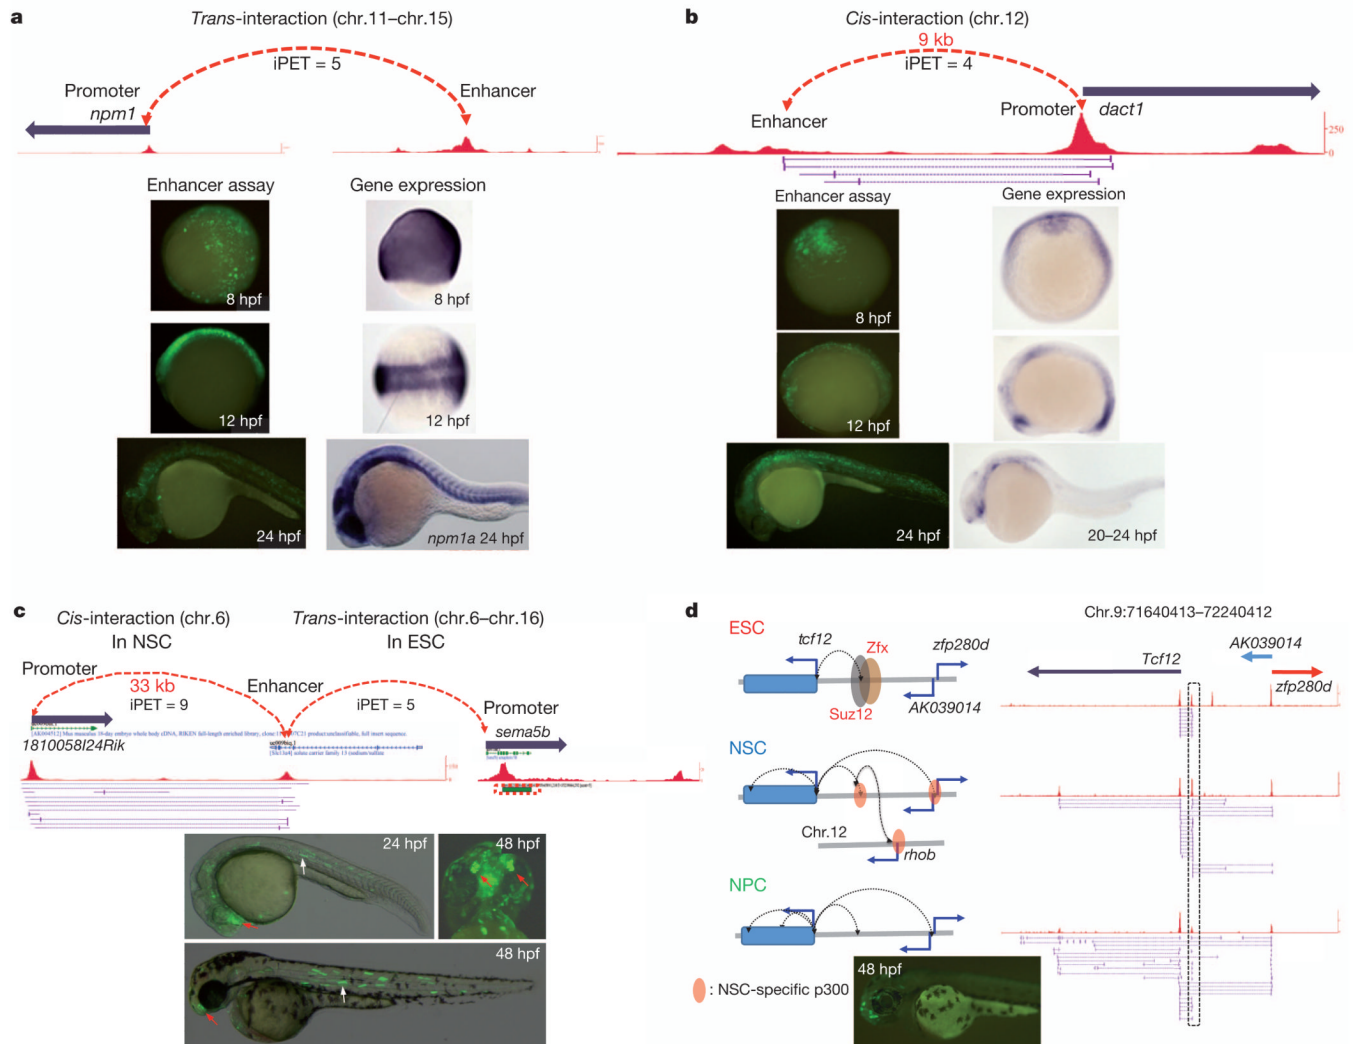 a
Trans-interaction (chr.11–chr.15)
iPET = 5
Promoter
npm1
Enhancer
Enhancer assay
Gene expression
8 hpf
8 hpf
12 hpf
12 hpf
24 hpf
npm1a 24 hpf
b
Cis-interaction (chr.12)
9 kb
iPET = 4
Enhancer
Promoter
dact1
250
0
Enhancer assay
Gene expression
8 hpf
12 hpf
24 hpf
20–24 hpf
c
Cis-interaction (chr.6)
In NSC
Trans-interaction (chr.6–chr.16)
In ESC
Promoter
33 kb
iPET = 9
Enhancer
iPET = 5
Promoter
sema5b
1810058I24Rik
24 hpf
48 hpf
48 hpf
d
Chr.9:71640413–72240412
ESC
tcf12
Zfx
zfp280d
Suz12
AK039014
Tcf12
AK039014
zfp280d
NSC
Chr.12
rhob
NPC
: NSC-specific p300
48 hpf